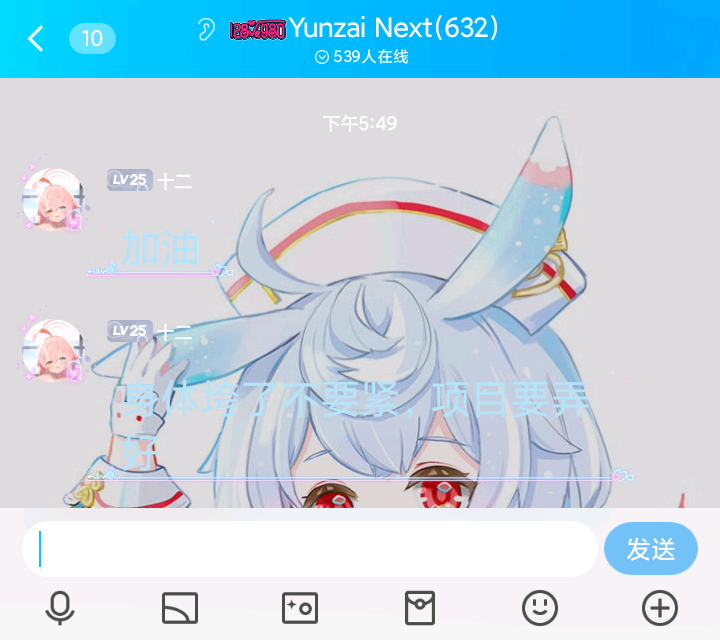 10
Yunzai Next(632)
539人在线
下午5:49
LV25 十二
加油
LV25 十二
身体垮了不要紧，项目要弄
好
发送